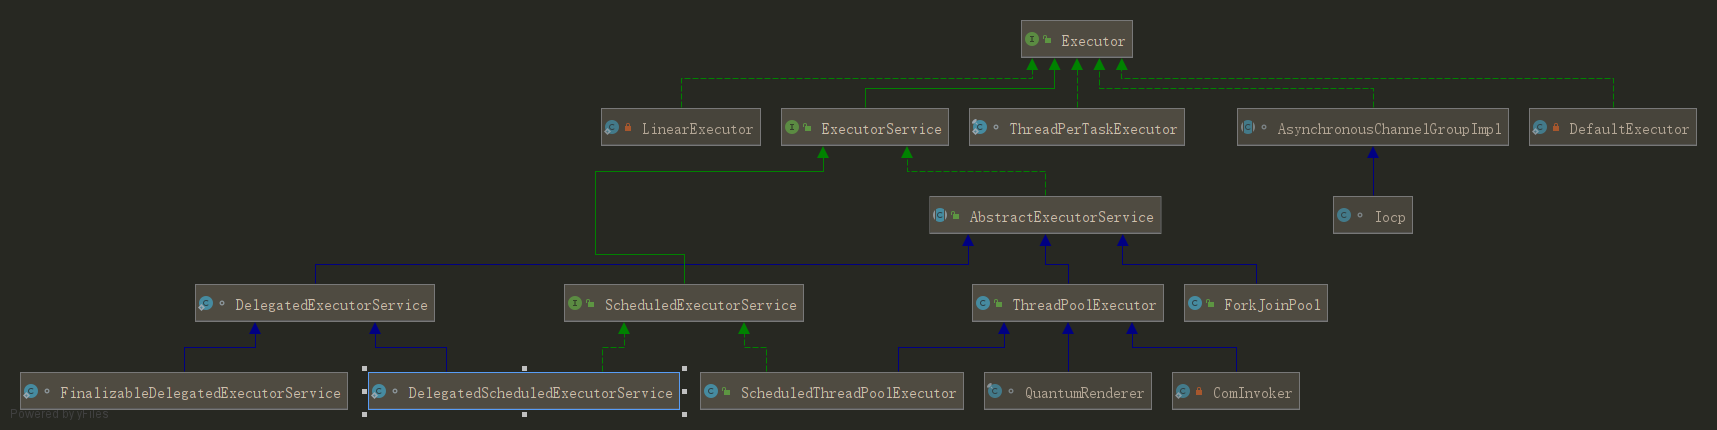 Executor
LinearExecutor
ExecutorService
ThreadPerTaskExecutor
AsynchronousChannelGroupImpl
DefaultExecutor
AbstractExecutorService
Iocp
DelegatedExecutorService
ScheduledExecutorService
ThreadPoolExecutor
ForkJoinPool
FinalizableDelegatedExecutorService
DelegatedScheduledExecutorService
ScheduledThreadPoolExecutor
QuantumRenderer
ComInvoker
Powered by yFiles